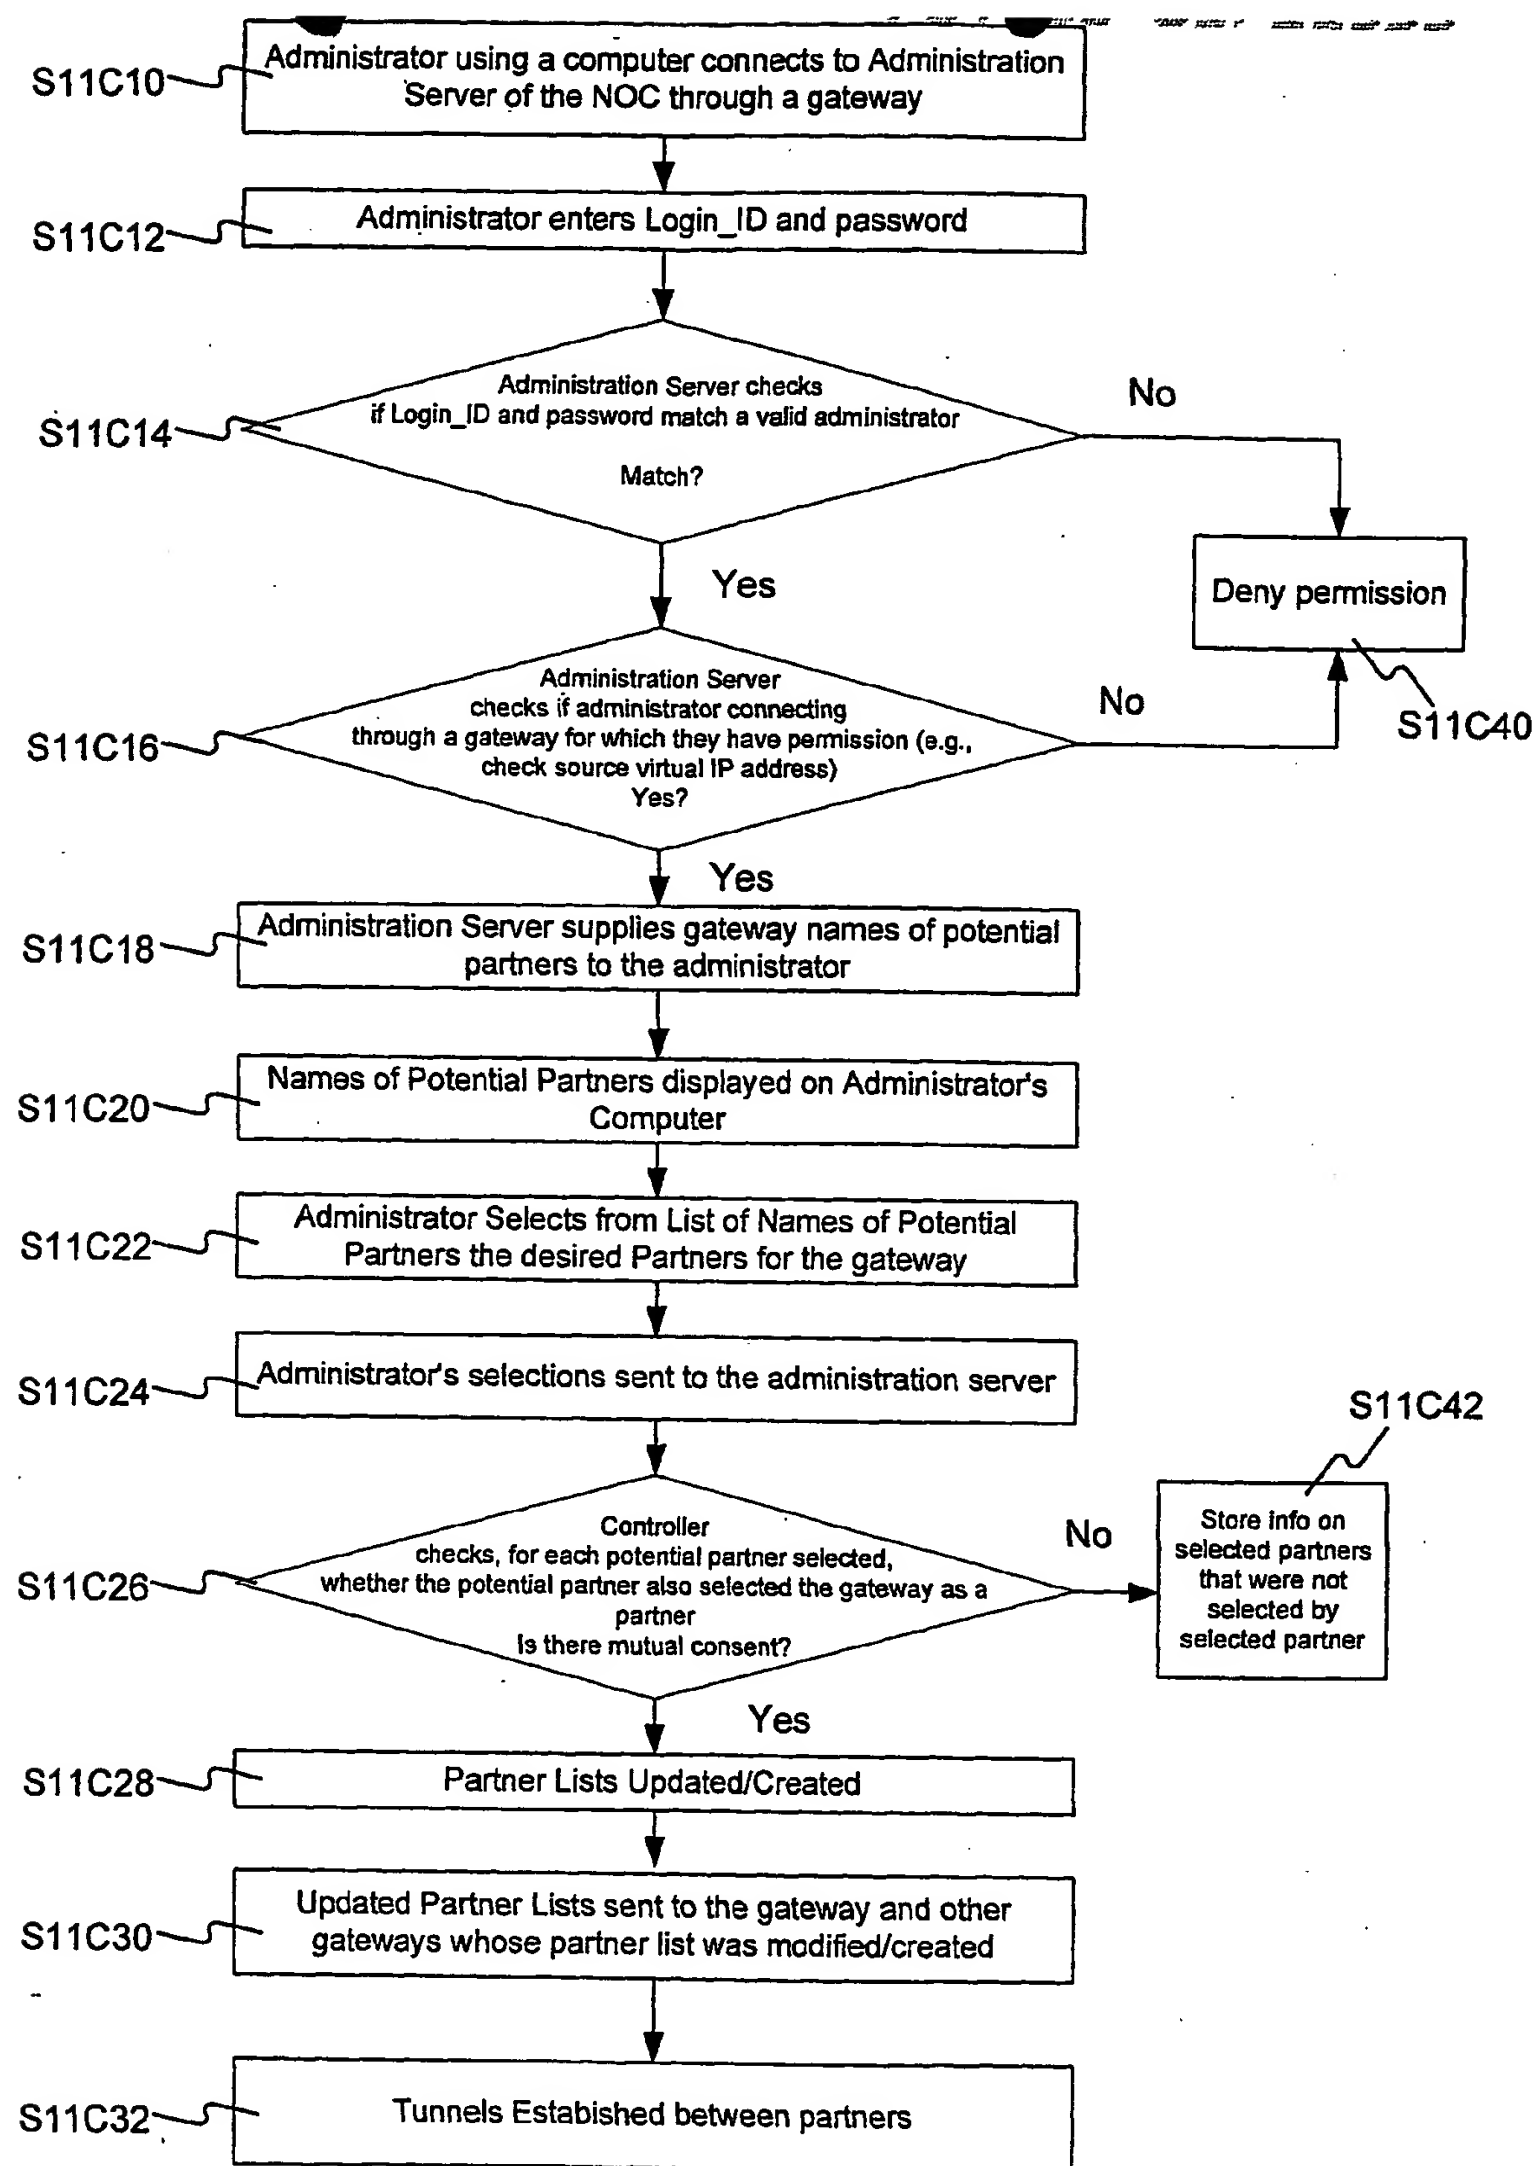 S11C10
Administrator using a computer connects to Administration
Server of the NOC through a gateway
S11C12
Administrator enters Login_ID and password
S11C14
Administration Server checks
if Login_ID and password match a valid administrator
Match?
No
Yes
Deny permission
S11C40
S11C16
Administration Server
checks if administrator connecting
through a gateway for which they have permission (e.g.,
check source virtual IP address)
Yes?
No
Yes
S11C18
Administration Server supplies gateway names of potential
partners to the administrator
S11C20
Names of Potential Partners displayed on Administrator's
Computer
S11C22
Administrator Selects from List of Names of Potential
Partners the desired Partners for the gateway
S11C24
Administrator's selections sent to the administration server
S11C42
S11C26
Controller
checks, for each potential partner selected,
whether the potential partner also selected the gateway as a
partner
Is there mutual consent?
No
Store info on
selected partners
that were not
selected by
selected partner
Yes
S11C28
Partner Lists Updated/Created
S11C30
Updated Partner Lists sent to the gateway and other
gateways whose partner list was modified/created
S11C32
Tunnels Estabished between partners